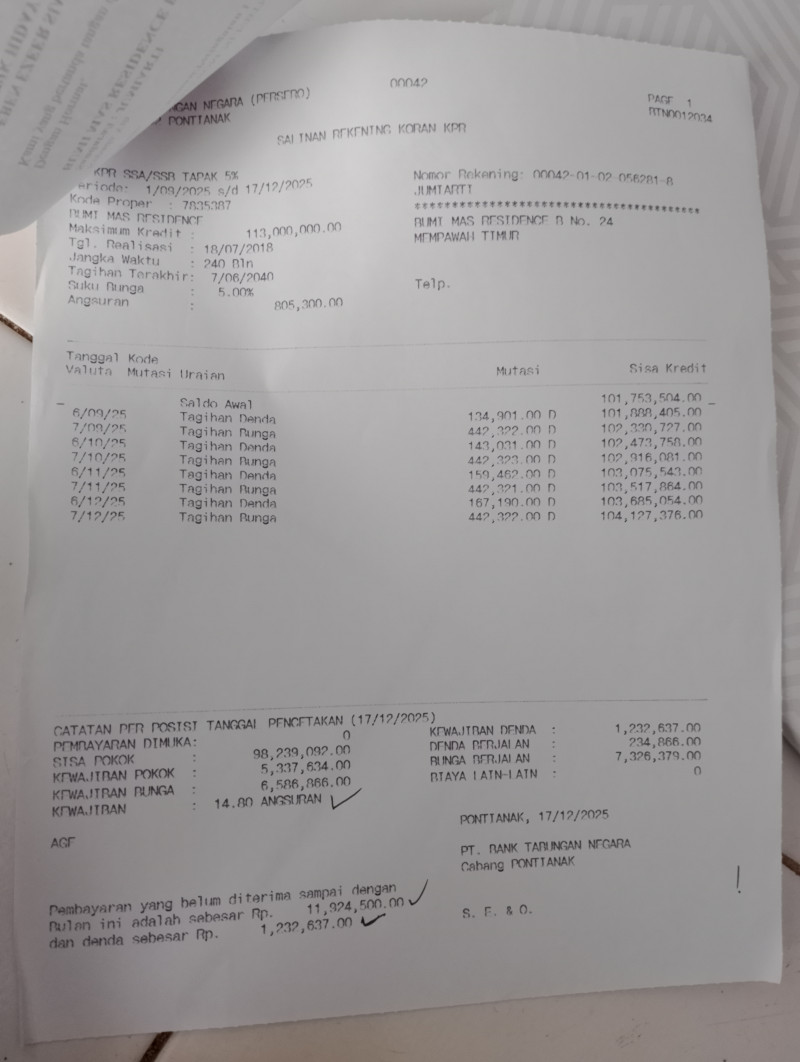 00042
GAN NEGARA (PERSERO)
PONTIANAK
PAGE 1
BTN0012034
SALINAN REKENING KORAN KPR
KPR SSA/SSB TAPAK 5%
Periode: 1/09/2025 s/d 17/12/2025
Kode Proper : 7835387
BUMI MAS RESIDENCE
Maksimum Kredit : 113,000,000.00
Tgl. Realisasi : 18/07/2018
Jangka Waktu : 240 Bln
Tagihan Terakhir: 7/06/2040
Suku Bunga : 5.00%
Angsuran : 805,300.00
Nomor Rekening: 00042-01-02-056281-8
JUMIARTI
BUMI MAS RESIDENCE B No. 24
MEMPAWAH TIMUR
Telp.
Tanggal Kode
Valuta Mutasi Uraian Mutasi Sisa Kredit
Saldo Awal 101,753,504.00
6/09/25 Tagihan Denda 134,901.00 D 101,888,405.00
7/09/25 Tagihan Bunga 442,322.00 D 102,330,727.00
6/10/25 Tagihan Denda 143,031.00 D 102,473,758.00
7/10/25 Tagihan Bunga 442,323.00 D 102,916,081.00
6/11/25 Tagihan Denda 159,462.00 D 103,075,543.00
7/11/25 Tagihan Bunga 442,321.00 D 103,517,864.00
6/12/25 Tagihan Denda 167,190.00 D 103,685,054.00
7/12/25 Tagihan Bunga 442,322.00 D 104,127,376.00
CATATAN PER POSISI TANGGAL PENCETAKAN (17/12/2025)
PEMBAYARAN DIMUKA: 0
SISA POKOK : 98,239,092.00
KEWAJIBAN POKOK : 5,337,634.00
KEWAJIBAN BUNGA : 6,586,866.00
KEWAJIBAN : 14.80 ANGSURAN
KEWAJIBAN DENDA : 1,232,637.00
DENDA BERJALAN : 234,866.00
BUNGA BERJALAN : 7,326,379.00
BIAYA LAIN-LAIN : 0
AGF
PONTIANAK, 17/12/2025
PT. BANK TABUNGAN NEGARA
Cabang PONTIANAK
Pembayaran yang belum diterima sampai dengan
Bulan ini adalah sebesar Rp. 11,924,500.00
dan denda sebesar Rp. 1,232,637.00
S. E. & O.